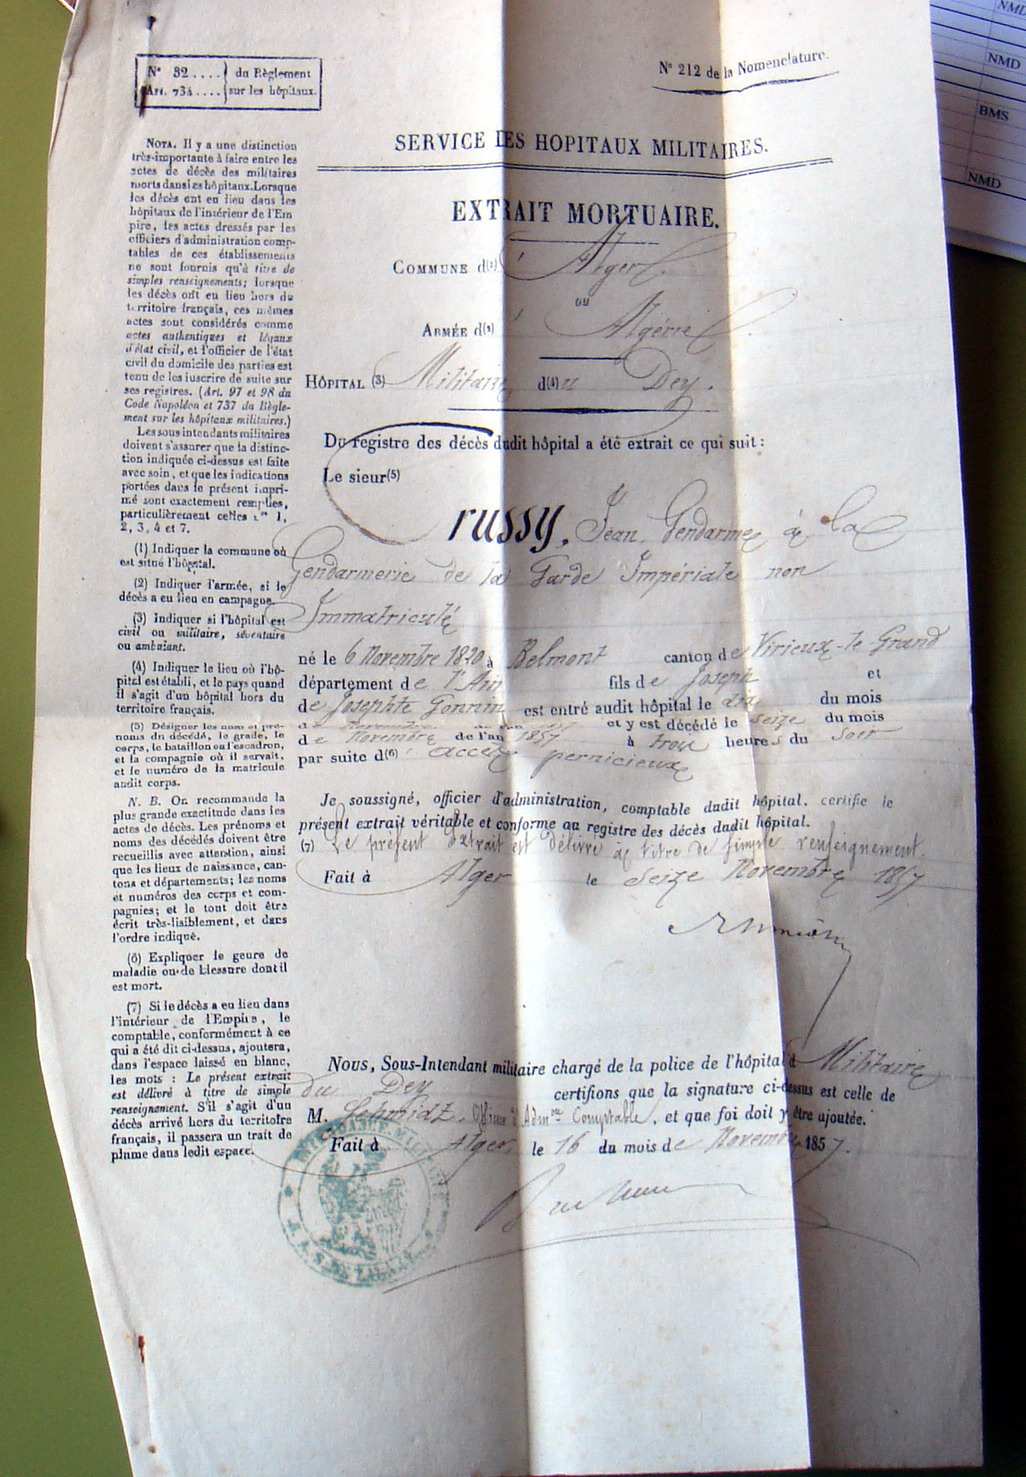 N° 32.... du Règlement
Art. 734.... sur les hôpitaux.
N° 212 de la Nomenclature.
SERVICE DES HOPITAUX MILITAIRES.
EXTRAIT MORTUAIRE.
COMMUNE d(1) Alger
ou
ARMÉE d(2) Algérie
HÔPITAL (3) Militaire d(4)u Dey.
Du registre des décès dudit hôpital a été extrait ce qui suit :
Le sieur(5)
Crussy, Jean, Gendarme à la
Gendarmerie de la Garde Impériale non
Immatriculé
né le 6 Novembre 1820 à Belmont canton de Virieux-le-Grand
département de l'Ain fils de Joseph et
de Josephte Gonnin est entré audit hôpital le dix du mois
de Novembre de l'an 1857 et y est décédé le seize du mois
de Novembre de l'an 1857 à trois heures du soir
par suite d(6) accès pernicieux
Je soussigné, officier d'administration, comptable dudit hôpital, certifie le
présent extrait véritable et conforme au registre des décès dudit hôpital.
(7) Le présent extrait est délivré à titre de simple renseignement.
Fait à Alger le seize Novembre 1857
Nous, Sous-Intendant militaire chargé de la police de l'hôpital Militaire
du Dey certifions que la signature ci-dessus est celle de
M. Schmidt, Officier d'Adm.on Comptable, et que foi doit y être ajoutée.
Fait à Alger, le 16 du mois de Novembre 1857.
NOTA. Il y a une distinction
très-importante à faire entre les
actes de décès des militaires
morts dans les hôpitaux. Lorsque
les décès ont eu lieu dans les
hôpitaux de l'intérieur de l'Em
pire, les actes dressés par les
officiers d'administration comp-
tables de ces établissements
ne sont fournis qu'à titre de
simples renseignements; lorsque
les décès ont eu lieu hors du
territoire français, ces mêmes
actes sont considérés comme
actes authentiques et légaux
d'état civil, et l'officier de l'état
civil du domicile des parties est
tenu de les inscrire de suite sur
ses registres. (Art. 97 et 98 du
Code Napoléon et 737 du Règle-
ment sur les hôpitaux militaires.)
Les sous-intendants militaires
doivent s'assurer que la distinc-
tion indiquée ci-dessus est faite
avec soin, et que les indications
portées dans le présent impri-
mé sont exactement remplies,
particulièrement celles nos 1,
2, 3, 4 et 7.
(1) Indiquer la commune où
est situé l'hôpital.
(2) Indiquer l'armée, si le
décès a eu lieu en campagne.
(3) Indiquer si l'hôpital est
civil ou militaire, sédentaire
ou ambulant.
(4) Indiquer le lieu où l'hô-
pital est établi, et le pays quand
il s'agit d'un hôpital hors du
territoire français.
(5) Désigner les nom et pré-
noms du décédé, le grade, le
corps, le bataillon ou l'escadron,
et la compagnie où il servait,
et le numéro de la matricule
audit corps.
N. B. On recommande la
plus grande exactitude dans les
actes de décès. Les prénoms et
noms des décédés doivent être
recueillis avec attention, ainsi
que les lieux de naissance, can-
tons et départements; les noms
et numéros des corps et com-
pagnies; et le tout doit être
écrit très-lisiblement, et dans
l'ordre indiqué.
(6) Expliquer le genre de
maladie ou de blessure dont il
est mort.
(7) Si le décès a eu lieu dans
l'intérieur de l'Empire, le
comptable, conformément à ce
qui a été dit ci-dessus, ajoutera,
dans l'espace laissé en blanc,
les mots : Le présent extrait
est délivré à titre de simple
renseignement. S'il s'agit d'un
décès arrivé hors du territoire
français, il passera un trait de
plume dans ledit espace.
NMD
NMD
BMS
NMD